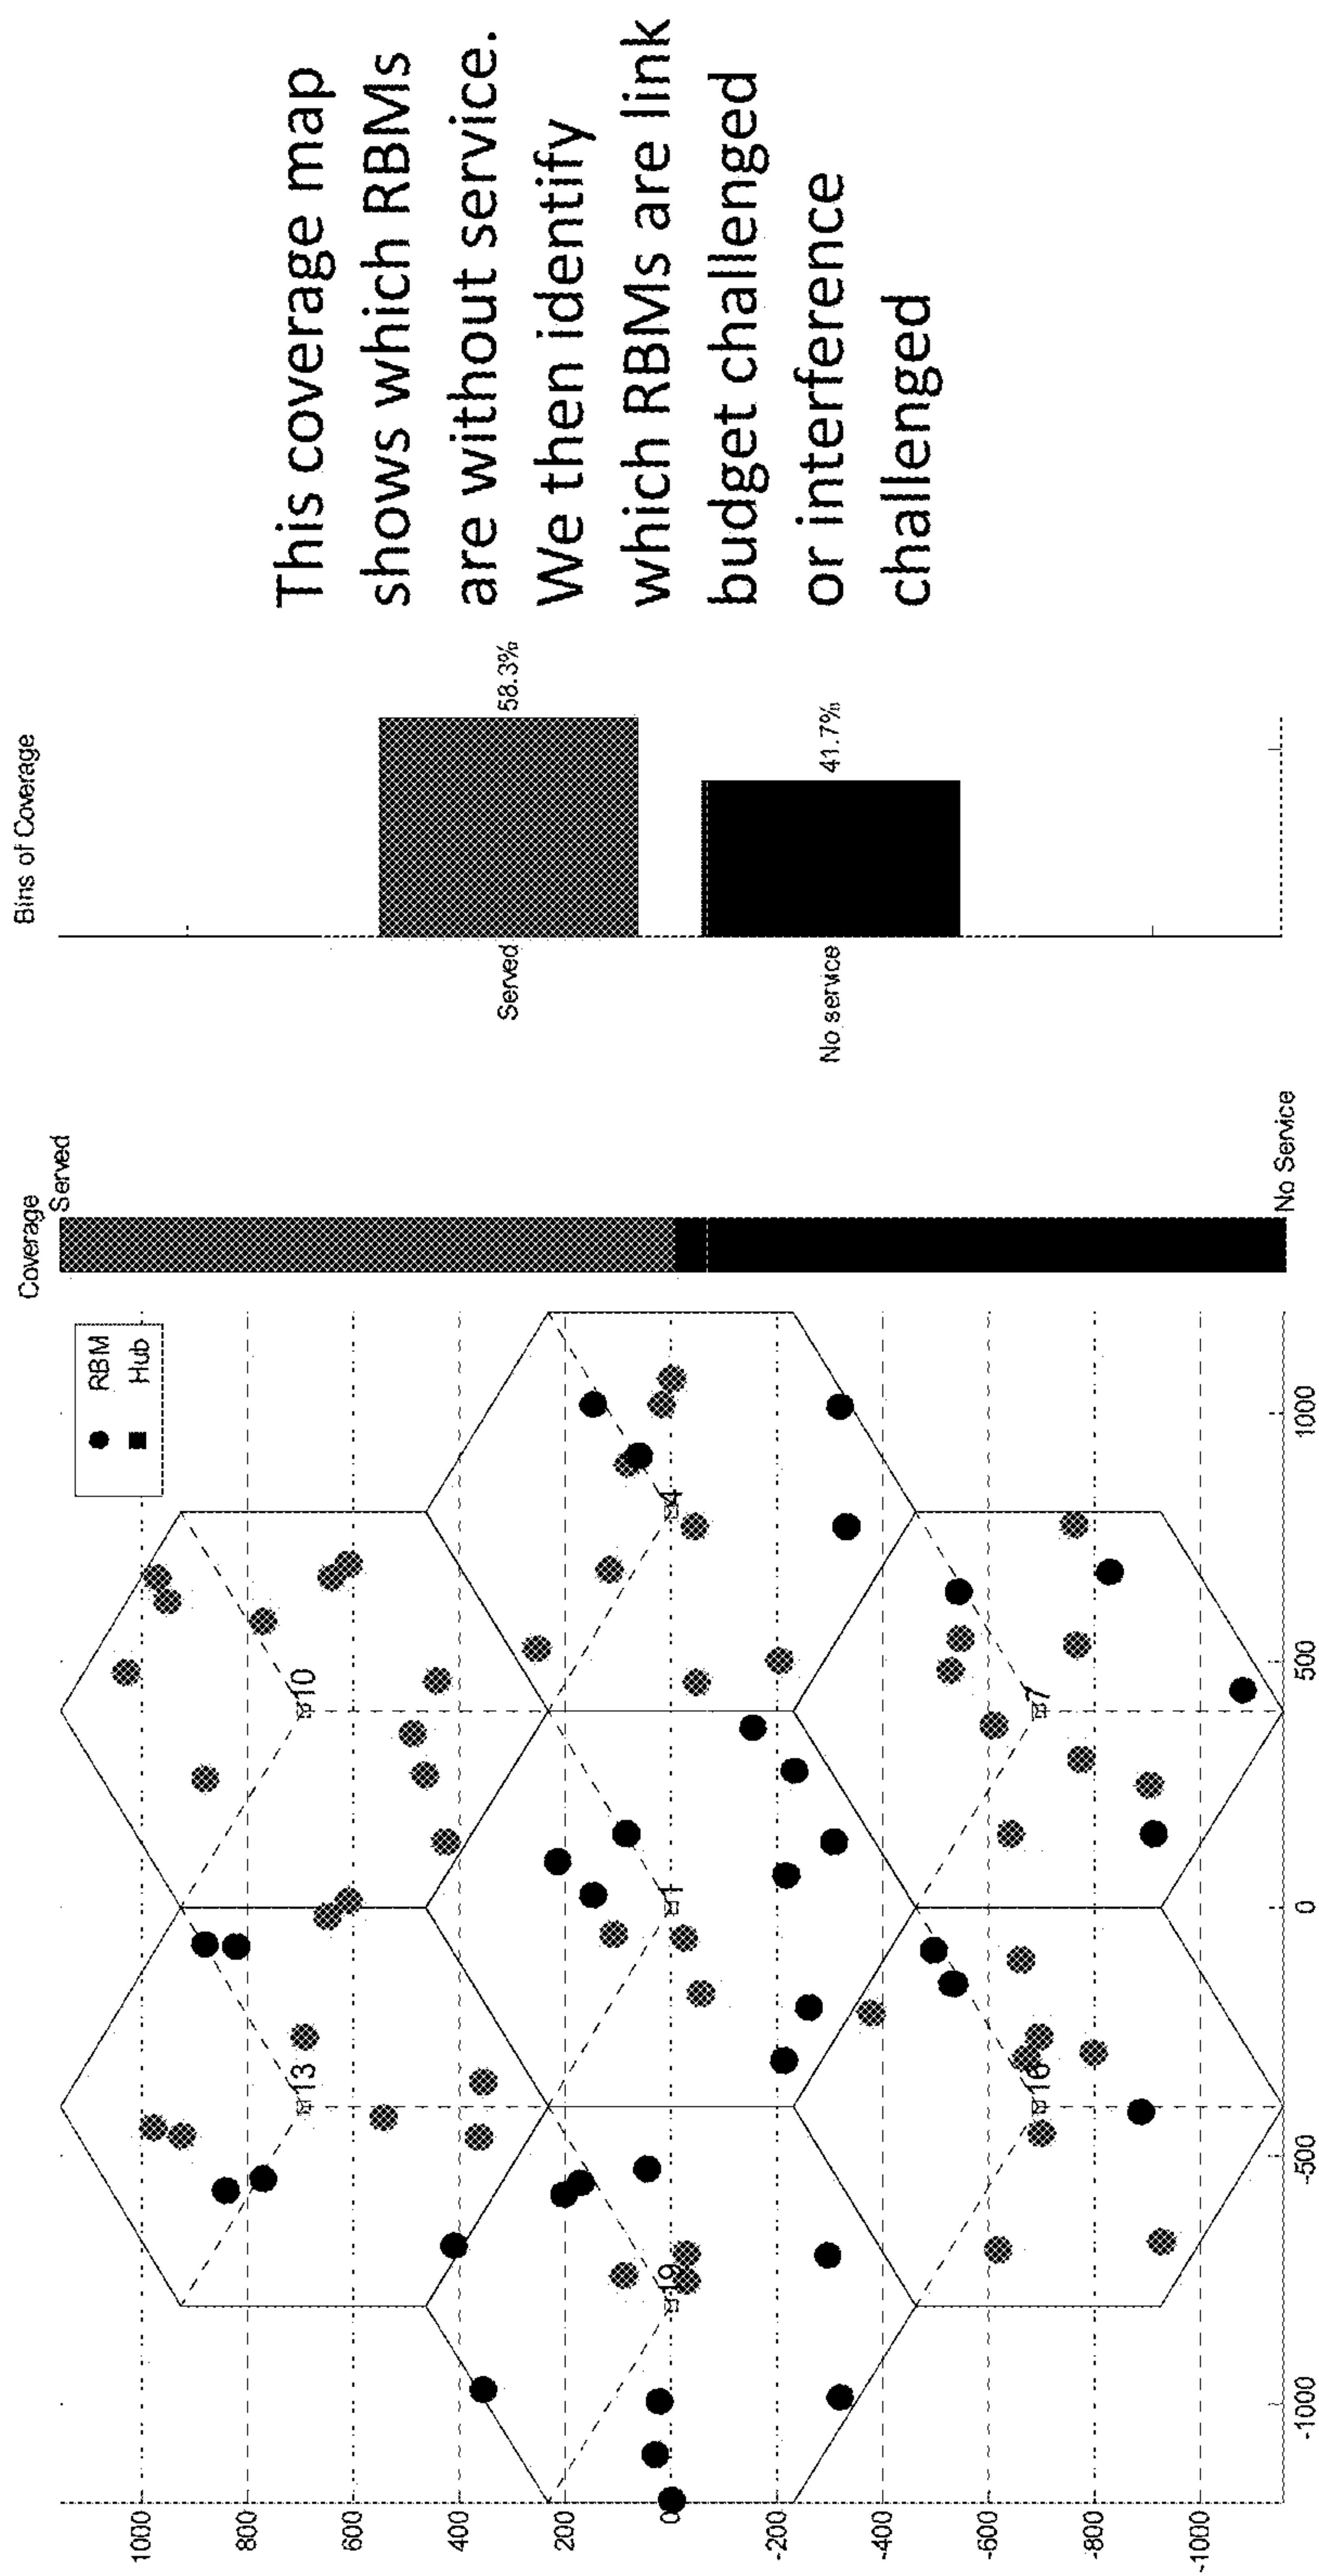 This coverage map
shows which RBMs
are without service.
We then identify
which RBMs are link
budget challenged
or interference
challenged
Bins of Coverage
Served
58.3%
No service
41.7%
Coverage
Served
No Service
RBM
Hub
1000
800
600
400
200
0
-200
-400
-600
-800
-1000
-1000
-500
0
500
1000
13
10
19
1
4
16
7